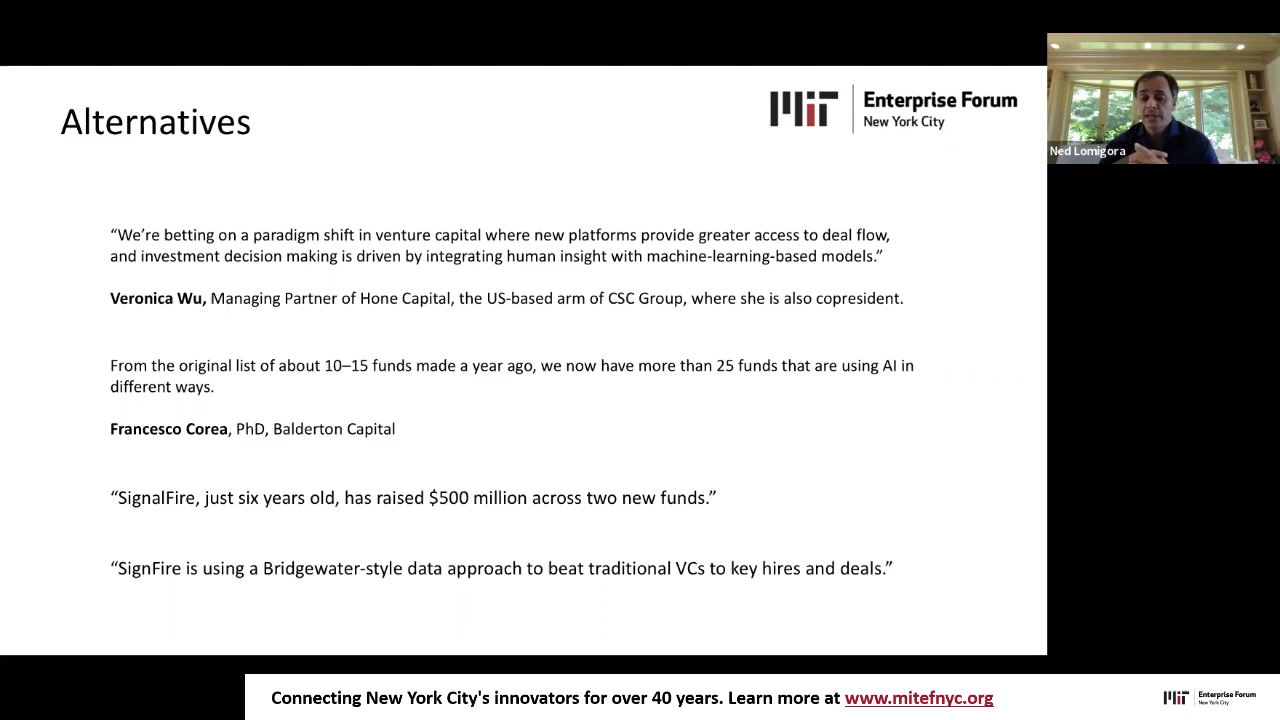 Alternatives
MIT
Enterprise Forum
New York City
Ned Lomigora
“We’re betting on a paradigm shift in venture capital where new platforms provide greater access to deal flow,
and investment decision making is driven by integrating human insight with machine-learning-based models.”
Veronica Wu, Managing Partner of Hone Capital, the US-based arm of CSC Group, where she is also copresident.
From the original list of about 10–15 funds made a year ago, we now have more than 25 funds that are using AI in
different ways.
Francesco Corea, PhD, Balderton Capital
“SignalFire, just six years old, has raised $500 million across two new funds.”
“SignFire is using a Bridgewater-style data approach to beat traditional VCs to key hires and deals.”
Connecting New York City's innovators for over 40 years. Learn more at www.mitefnyc.org
MIT
Enterprise Forum
New York City